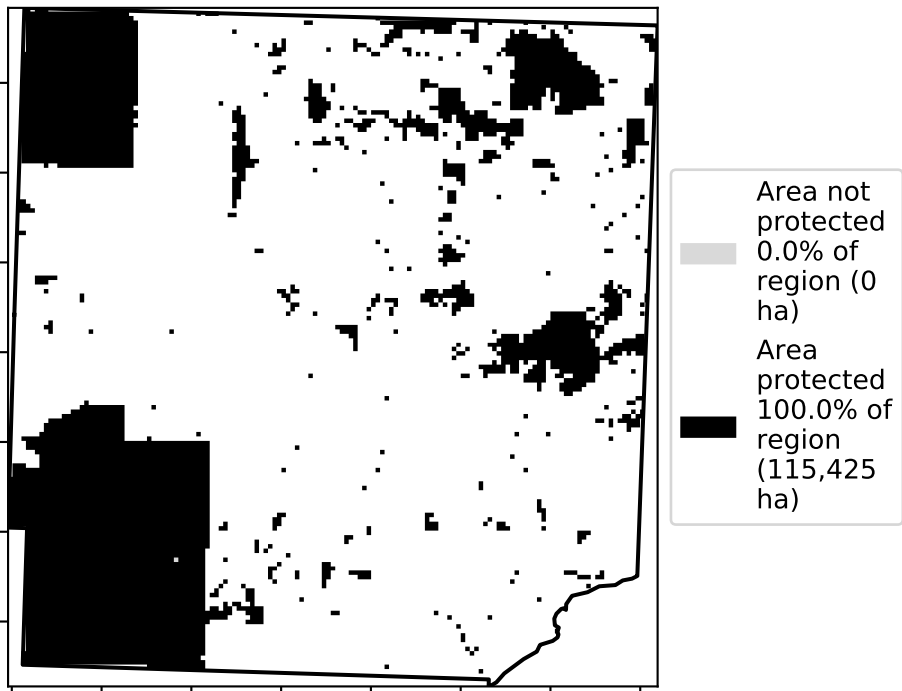 Area not
protected
0.0% of
region (0
ha)
Area
protected
100.0% of
region
(115,425
ha)